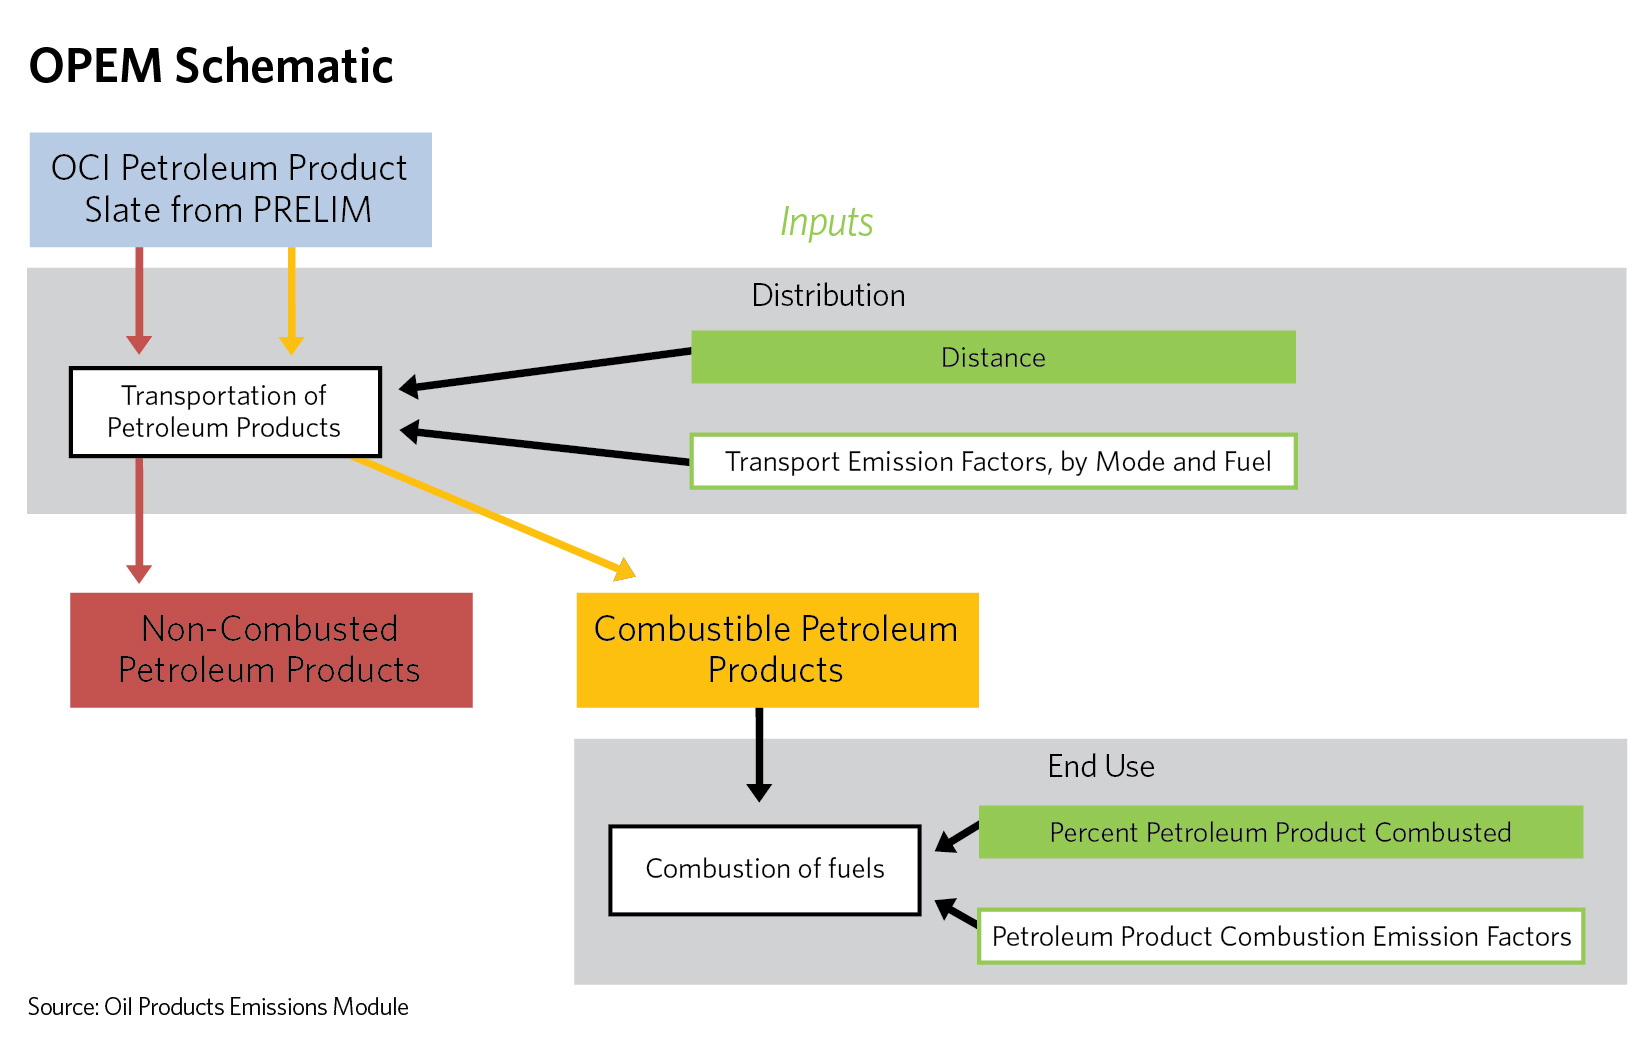 OPEM Schematic
OCI Petroleum Product
Slate from PRELIM
Inputs
Distribution
Distance
Transportation of
Petroleum Products
Transport Emission Factors, by Mode and Fuel
Non-Combusted
Petroleum Products
Combustible Petroleum
Products
End Use
Percent Petroleum Product Combusted
Combustion of fuels
Petroleum Product Combustion Emission Factors
Source: Oil Products Emissions Module